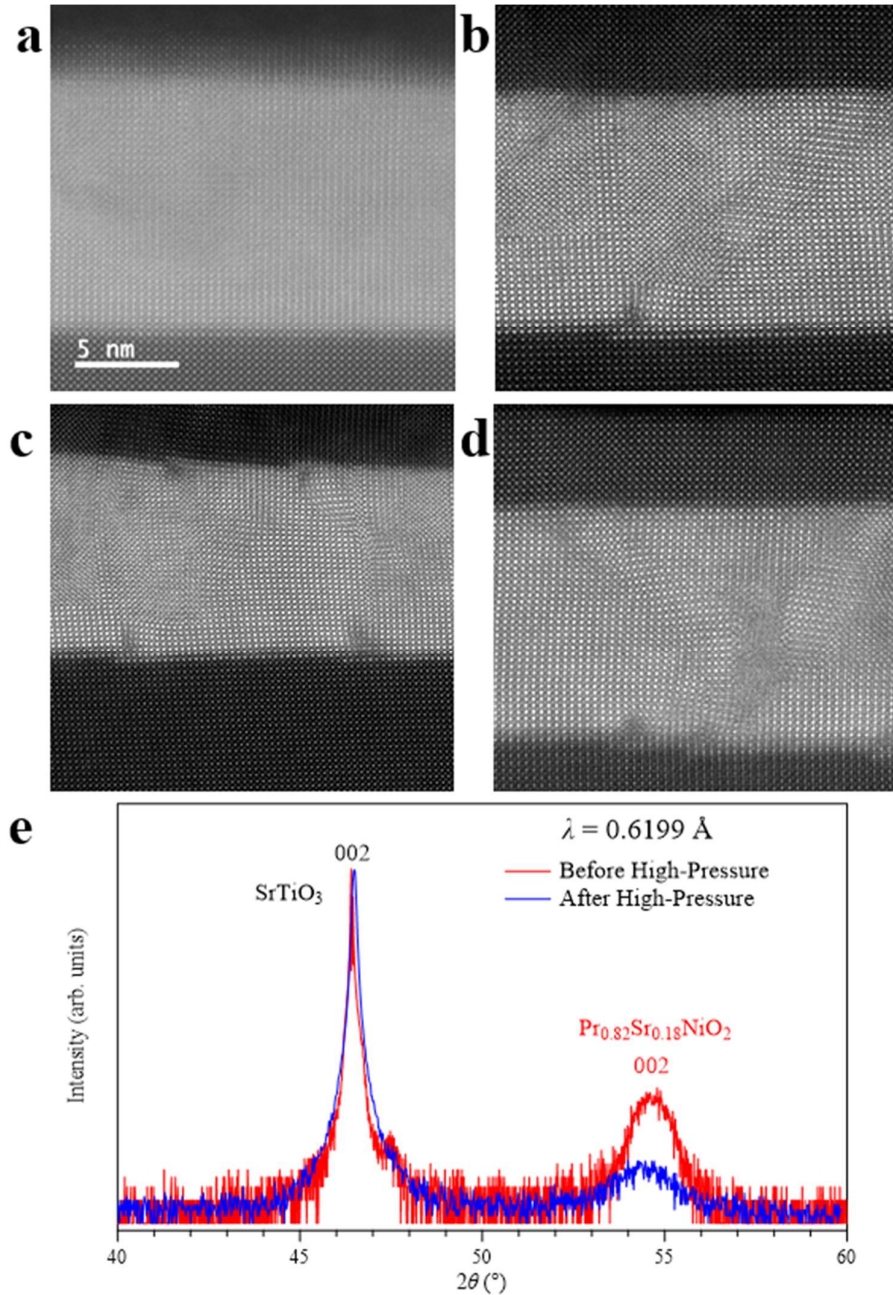 a
b
5 nm
c
d
e
λ = 0.6199 Å
002
Before High-Pressure
SrTiO₃
After High-Pressure
Pr₀.₈₂Sr₀.₁₈NiO₂
002
Intensity (arb. units)
40
45
50
55
60
2θ (°)